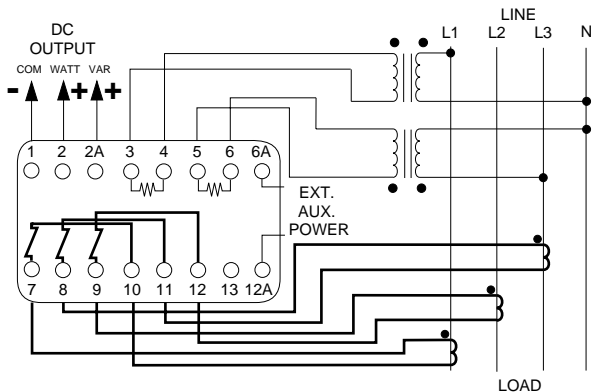 LINE
L1 L2 L3 N
DC
OUTPUT
COM WATT VAR
- + +
1 2 2A 3 4 5 6 6A
EXT.
AUX.
POWER
7 8 9 10 11 12 13 12A
LOAD